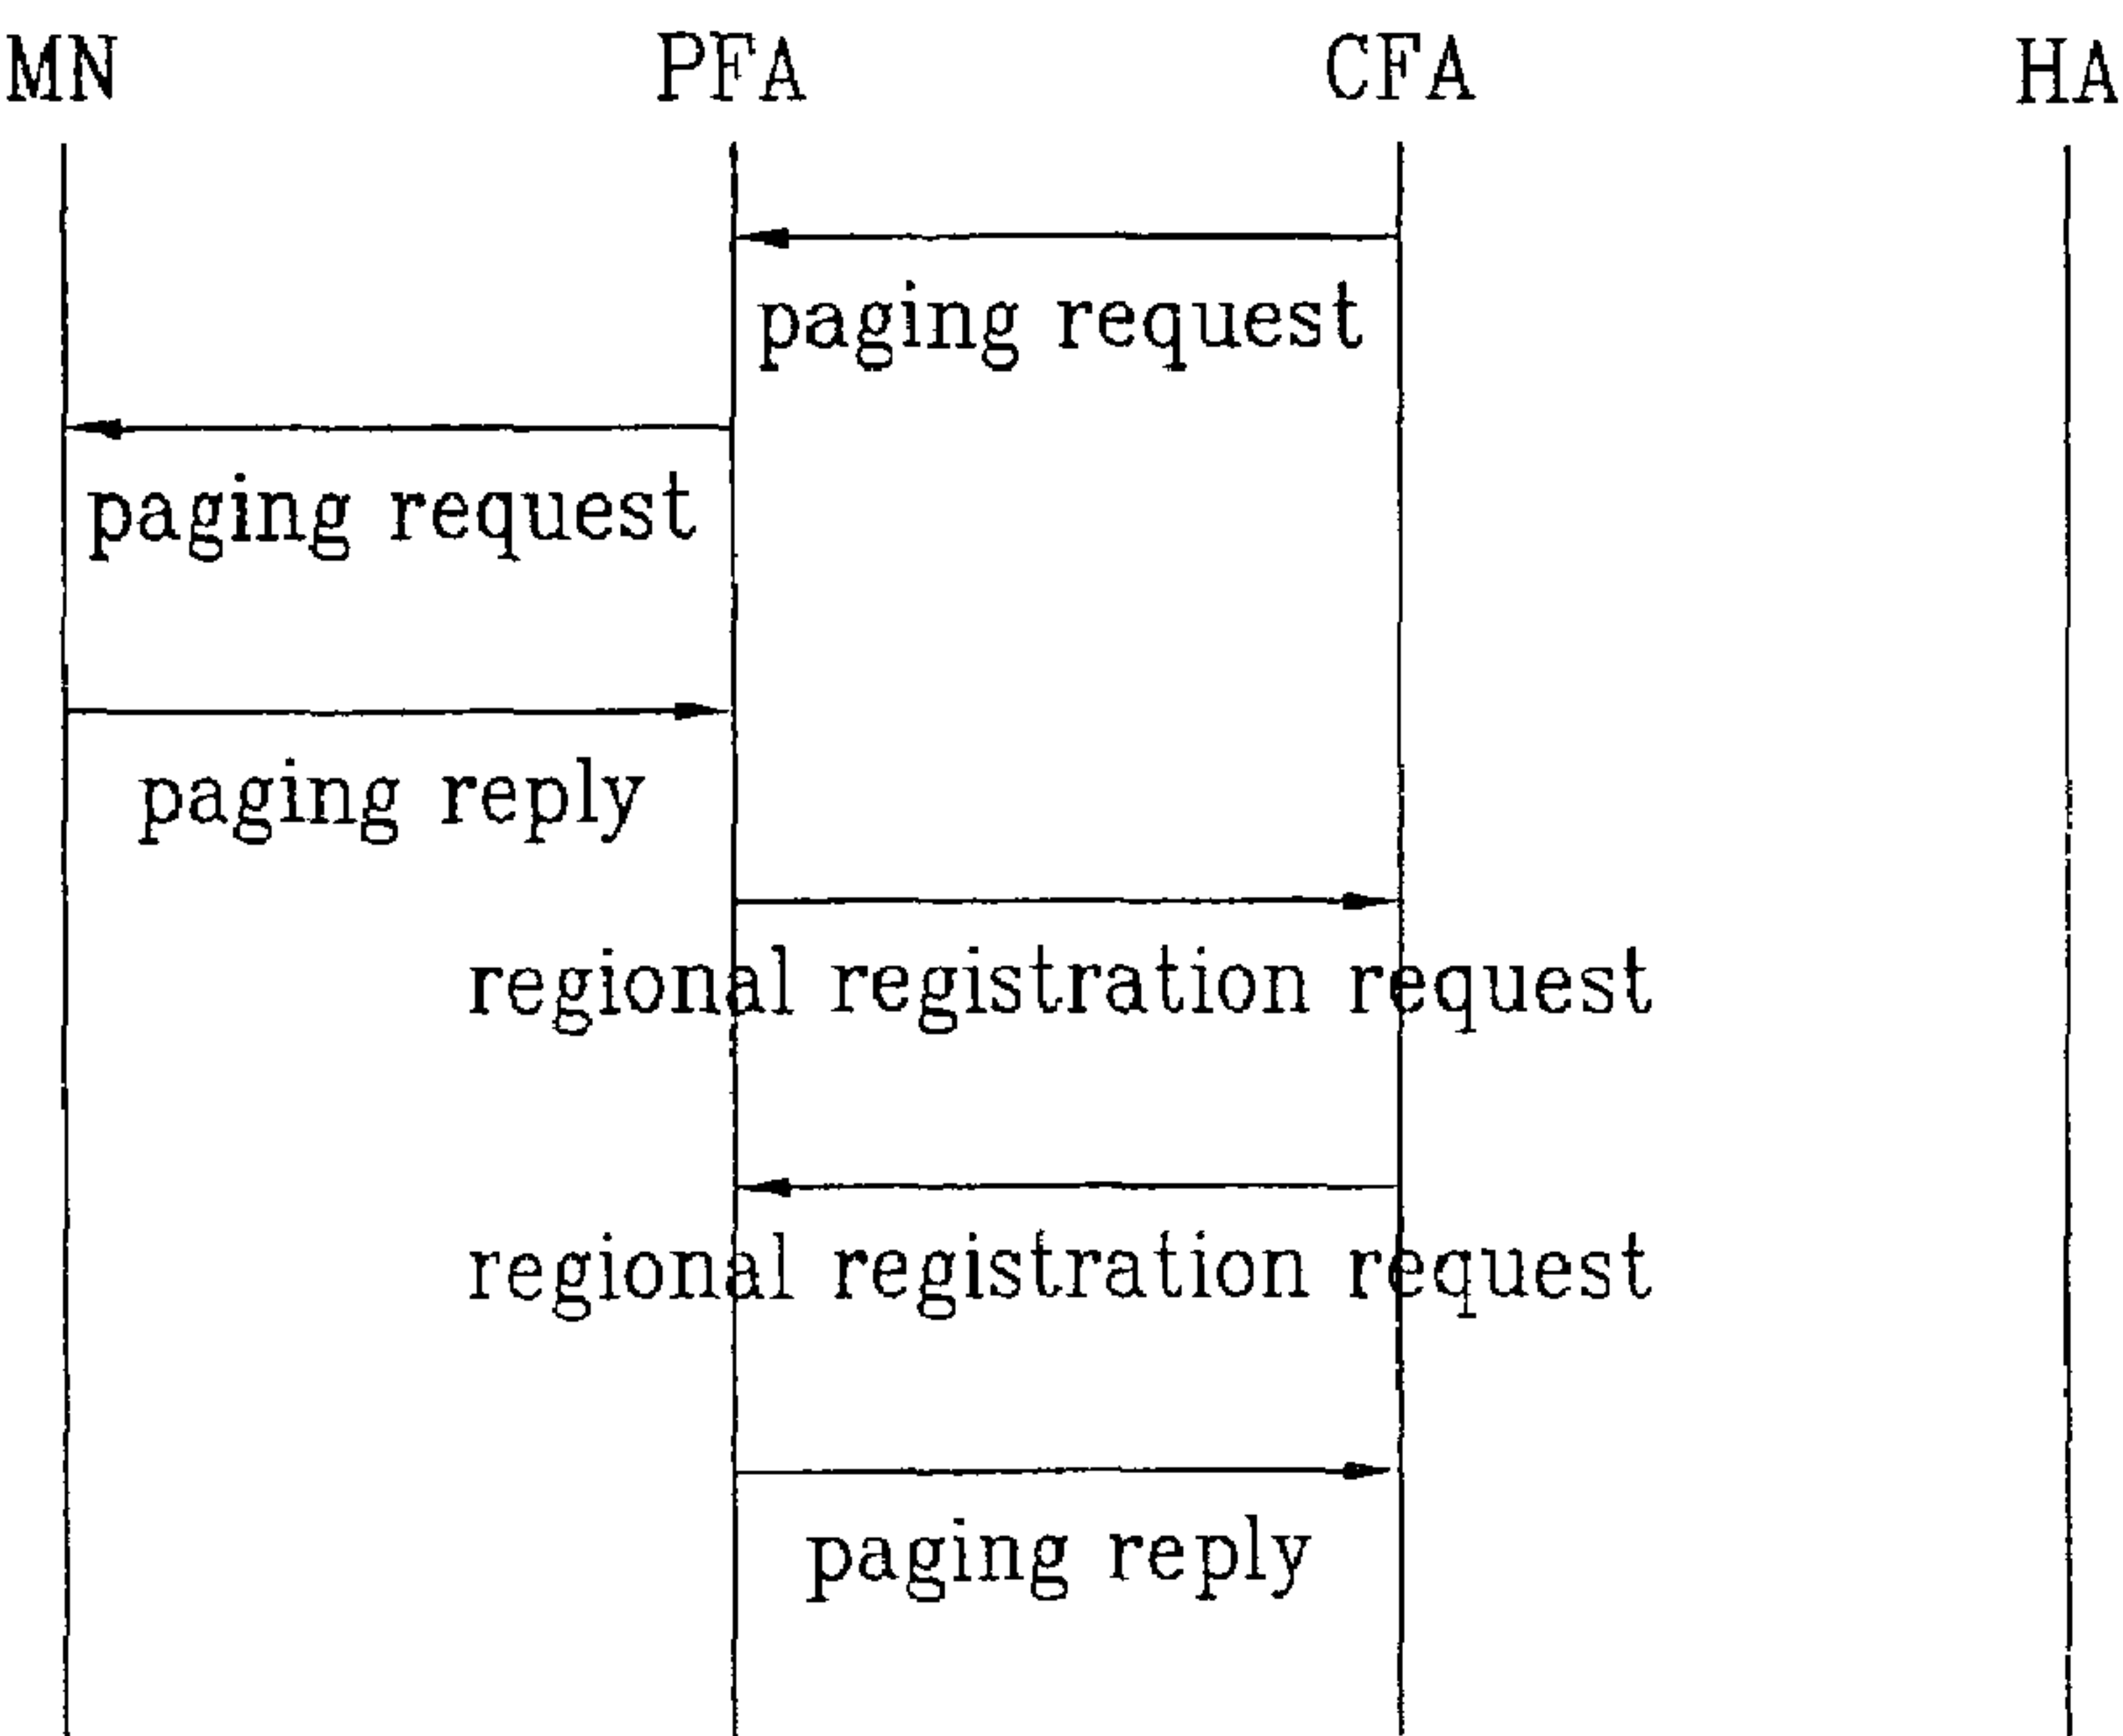 MN PFA CFA HA
paging request
paging request
paging reply
regional registration request
regional registration request
paging reply